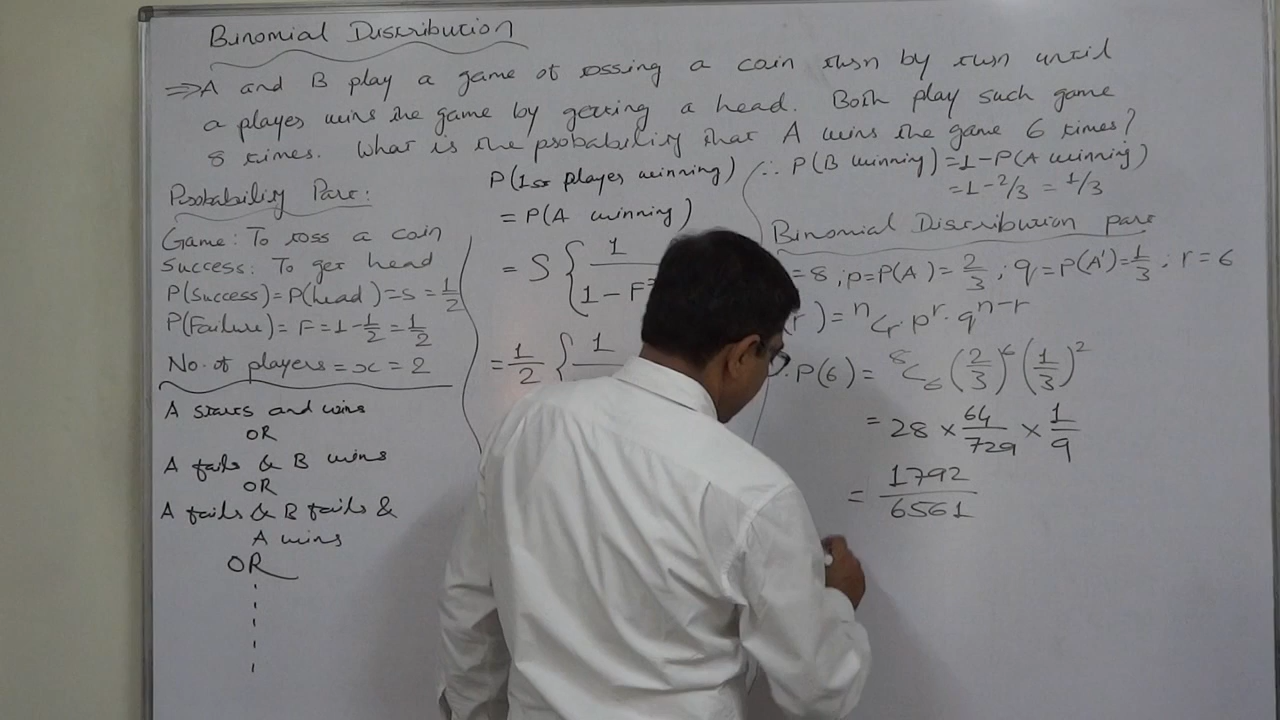 Binomial Distribution
⇒ A and B play a game of tossing a coin turn by turn until
a player wins the game by getting a head. Both play such game
8 times. What is the probability that A wins the game 6 times?
Probability Part:
Game: To toss a coin
Success: To get head
P(Success) = P(head) = S = 1/2
P(Failure) = F = 1 - 1/2 = 1/2
No. of players = x = 2
A starts and wins
OR
A fails & B wins
OR
A fails & B fails &
A wins
OR
P(1st player winning)
= P(A winning)
= S { 1
1 - F
= 1/2 { 1
∴ P(B winning) = 1 - P(A winning)
= 1 - 2/3 = 1/3
Binomial Distribution part
= 8 ; p = P(A) = 2/3 ; q = P(A') = 1/3 ; r = 6
r) = ⁿCr · p^r · q^(n-r)
P(6) = ⁸C₆ (2/3)⁶ (1/3)²
= 28 × 64/729 × 1/9
= 1792/6561